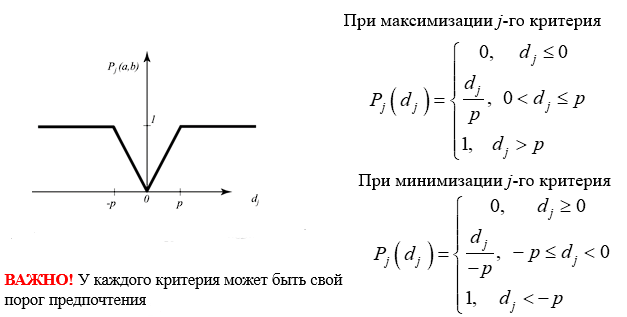 P_j (a,b)
1
-p 0 p d_j
ВАЖНО! У каждого критерия может быть свой
порог предпочтения
При максимизации j-го критерия
P_j(d_j) = { 0, d_j ≤ 0
d_j/p, 0 < d_j ≤ p
1, d_j > p
При минимизации j-го критерия
P_j(d_j) = { 0, d_j ≥ 0
d_j/-p, -p ≤ d_j < 0
1, d_j < -p